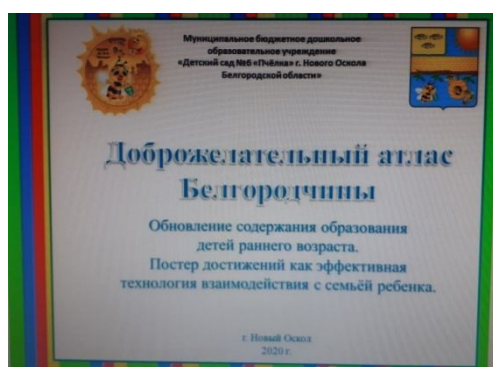 Муниципальное бюджетное дошкольное
образовательное учреждение
«Детский сад №6 «Пчёлка» г. Нового Оскола
Белгородской области»
Доброжелательный атлас
Белгородчины
Обновление содержания образования
детей раннего возраста.
Постер достижений как эффективная
технология взаимодействия с семьёй ребенка.
г. Новый Оскол
2020 г.